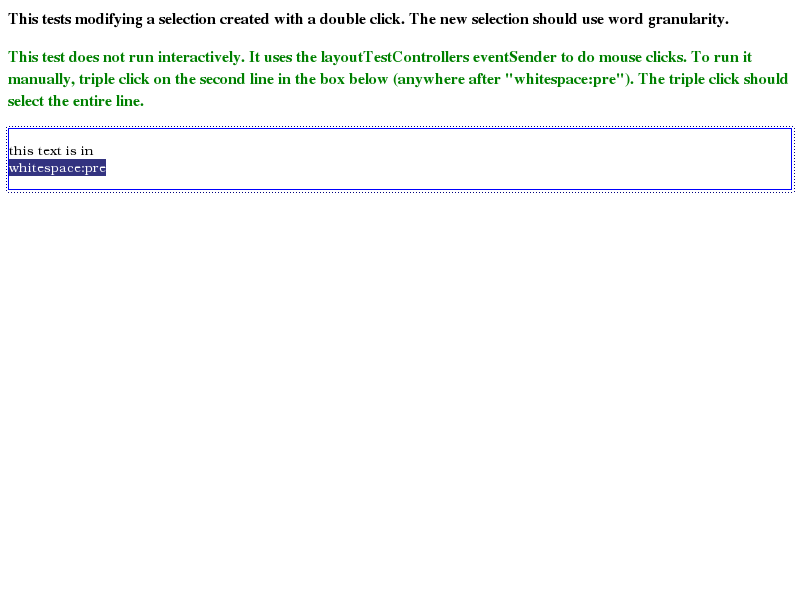 This tests modifying a selection created with a double click. The new selection should use word granularity.
This test does not run interactively. It uses the layoutTestControllers eventSender to do mouse clicks. To run it
manually, triple click on the second line in the box below (anywhere after "whitespace:pre"). The triple click should
select the entire line.
this text is in
whitespace:pre